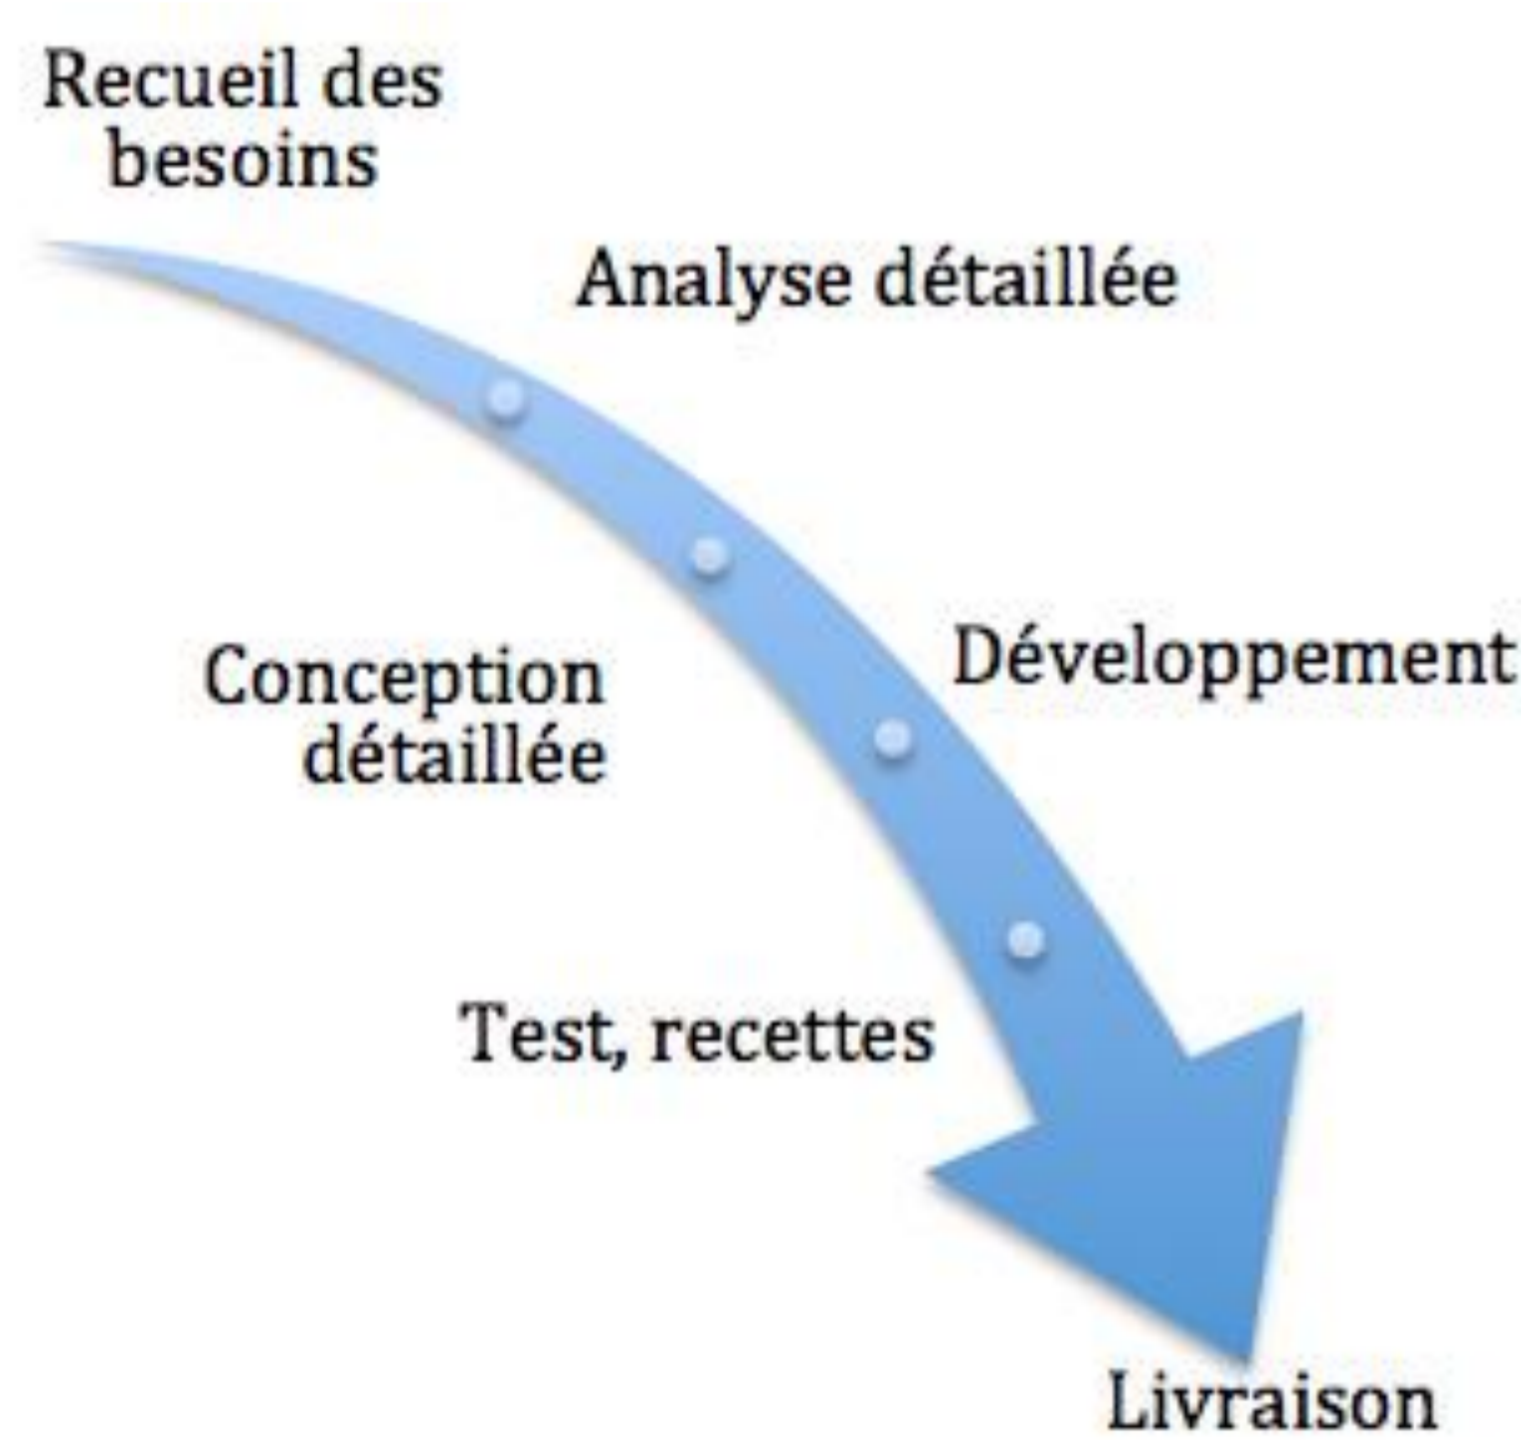 Recueil des
besoins
Analyse détaillée
Conception
détaillée
Développement
Test, recettes
Livraison